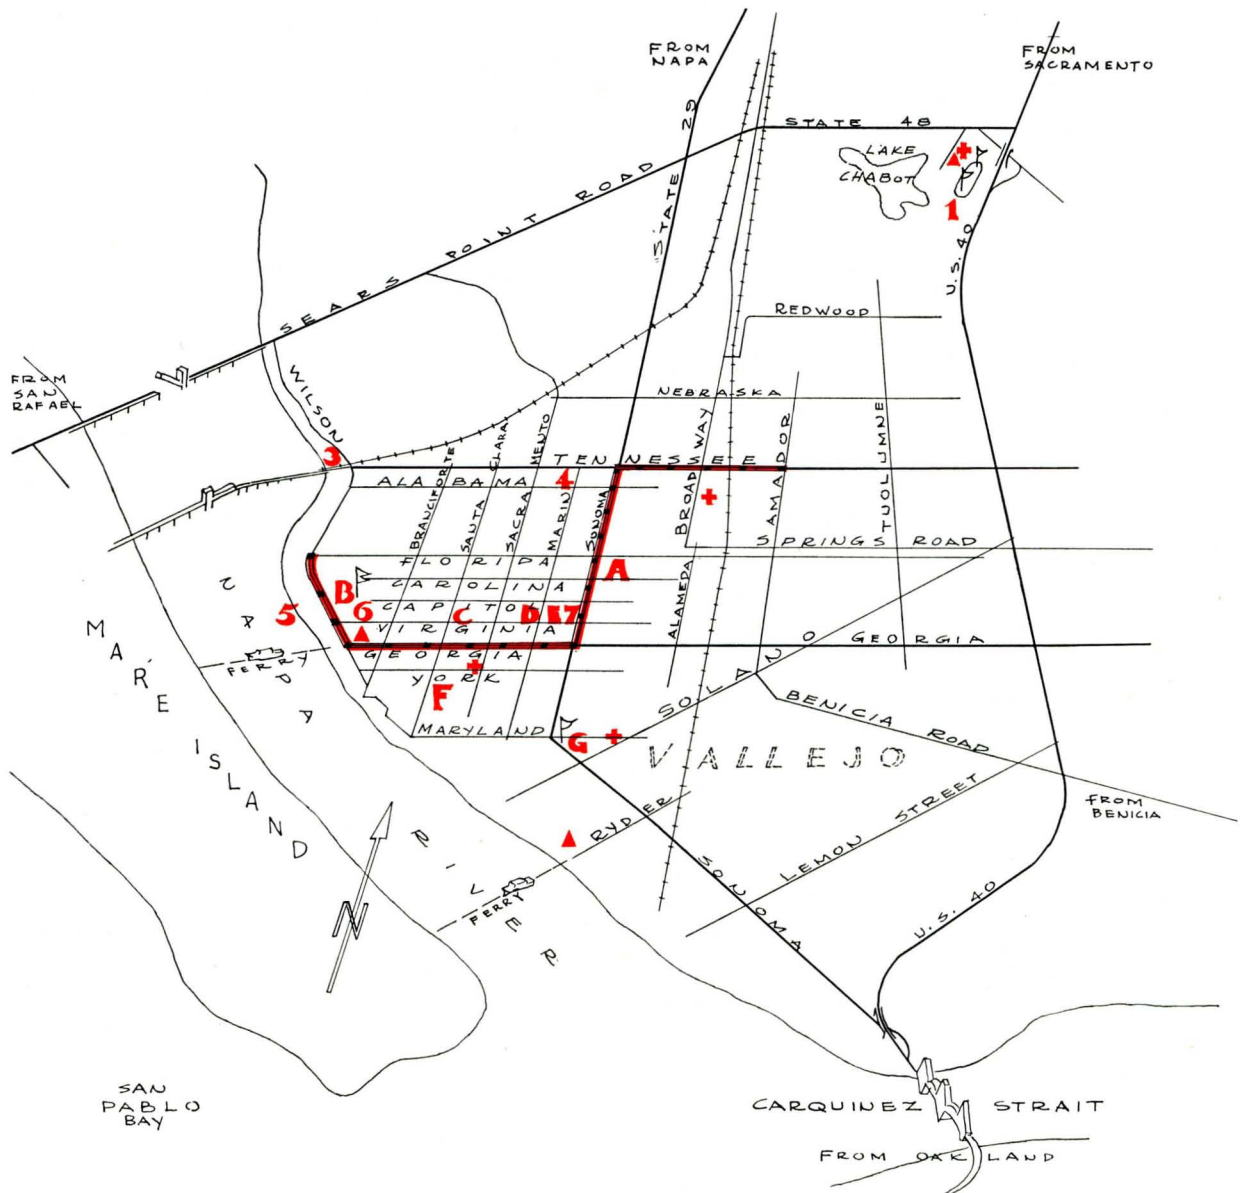 FROM
NAPA
FROM
SACRAMENTO
STATE 29
STATE 48
LAKE
CHABOT
1
U.S. 40
SEARS POINT ROAD
REDWOOD
FROM
SAN
RAFAEL
WILSON
NEBRASKA
3
TENNESSEE
4
ALABAMA
BRANCIFORTE
SANTA CLARA
SACRAMENTO
MARIN
SONOMA
BROADWAY
AMADOR
TUOLUMNE
SPRINGS ROAD
FLORIDA
A
B
CAROLINA
5
6
CAPITOL
C
D E 7
VIRGINIA
ALAMEDA
GEORGIA
GEORGIA
MARE ISLAND
NAPA RIVER
FERRY
YORK
F
SOLANO
MARYLAND
G
BENICIA ROAD
VALLEJO
FROM
BENICIA
RYDER
LEMON STREET
SONOMA
FERRY
N
U.S. 40
SAN
PABLO
BAY
CARQUINEZ STRAIT
FROM OAKLAND